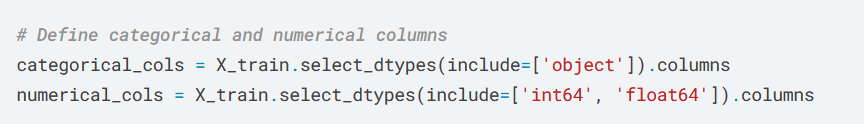 # Define categorical and numerical columns
categorical_cols = X_train.select_dtypes(include=['object']).columns
numerical_cols = X_train.select_dtypes(include=['int64', 'float64']).columns